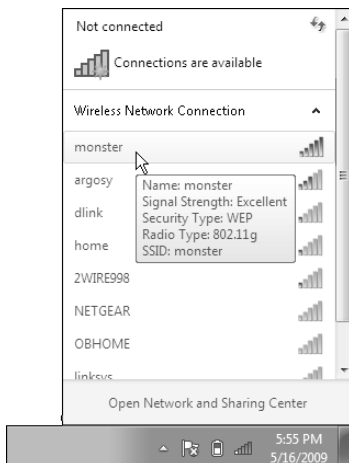 Not connected
Connections are available
Wireless Network Connection
monster
Name: monster
Signal Strength: Excellent
Security Type: WEP
Radio Type: 802.11g
SSID: monster
argosy
dlink
home
2WIRE998
NETGEAR
OBHOME
linksys
Open Network and Sharing Center
5:55 PM
5/16/2009